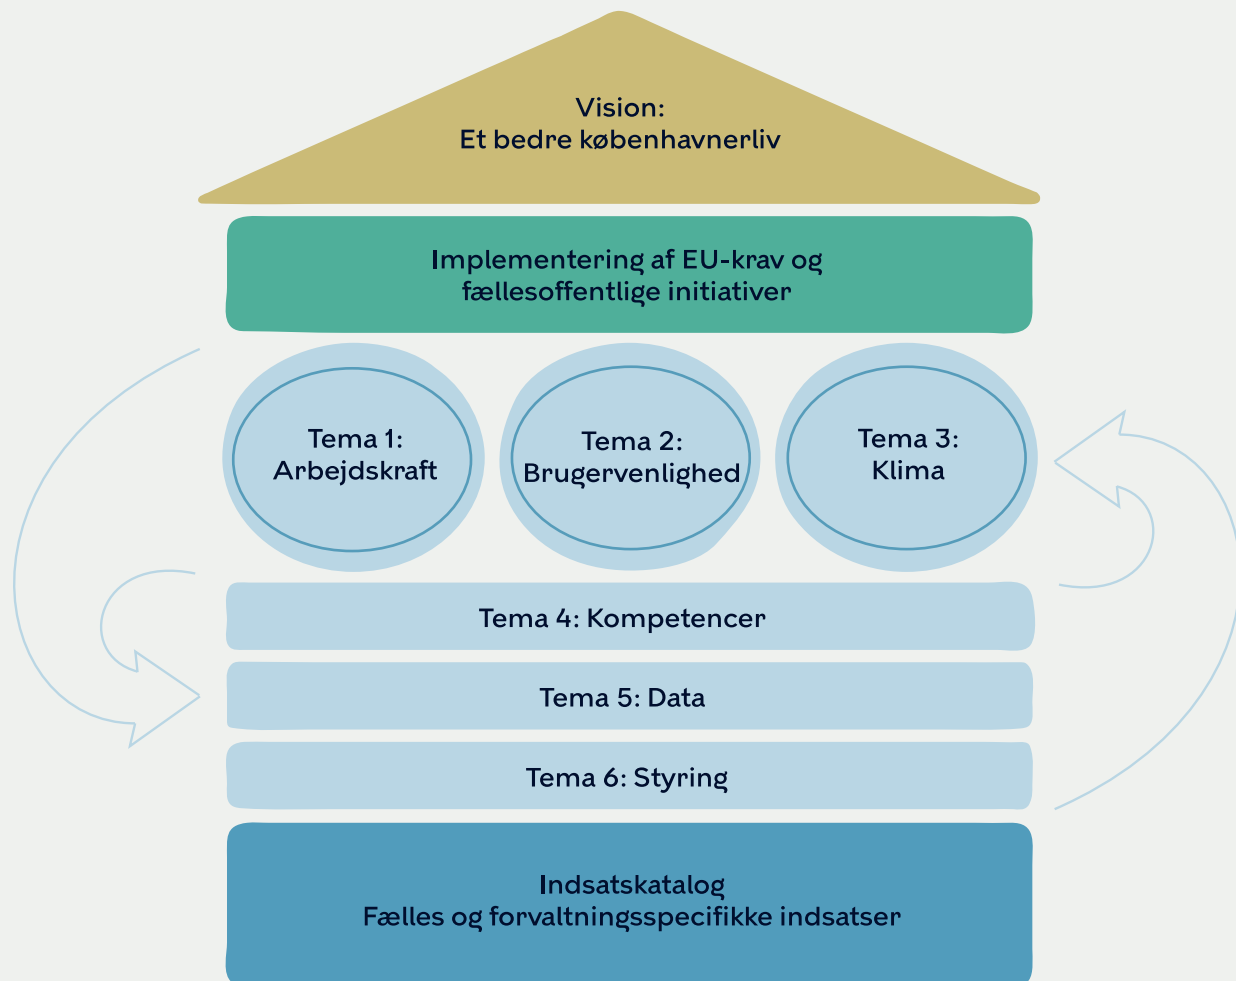 Vision:
Et bedre københavnerliv
Implementering af EU-krav og
fællesoffentlige initiativer
Tema 1:
Arbejdskraft
Tema 2:
Brugervenlighed
Tema 3:
Klima
Tema 4: Kompetencer
Tema 5: Data
Tema 6: Styring
Indsatskatalog
Fælles og forvaltningsspecifikke indsatser